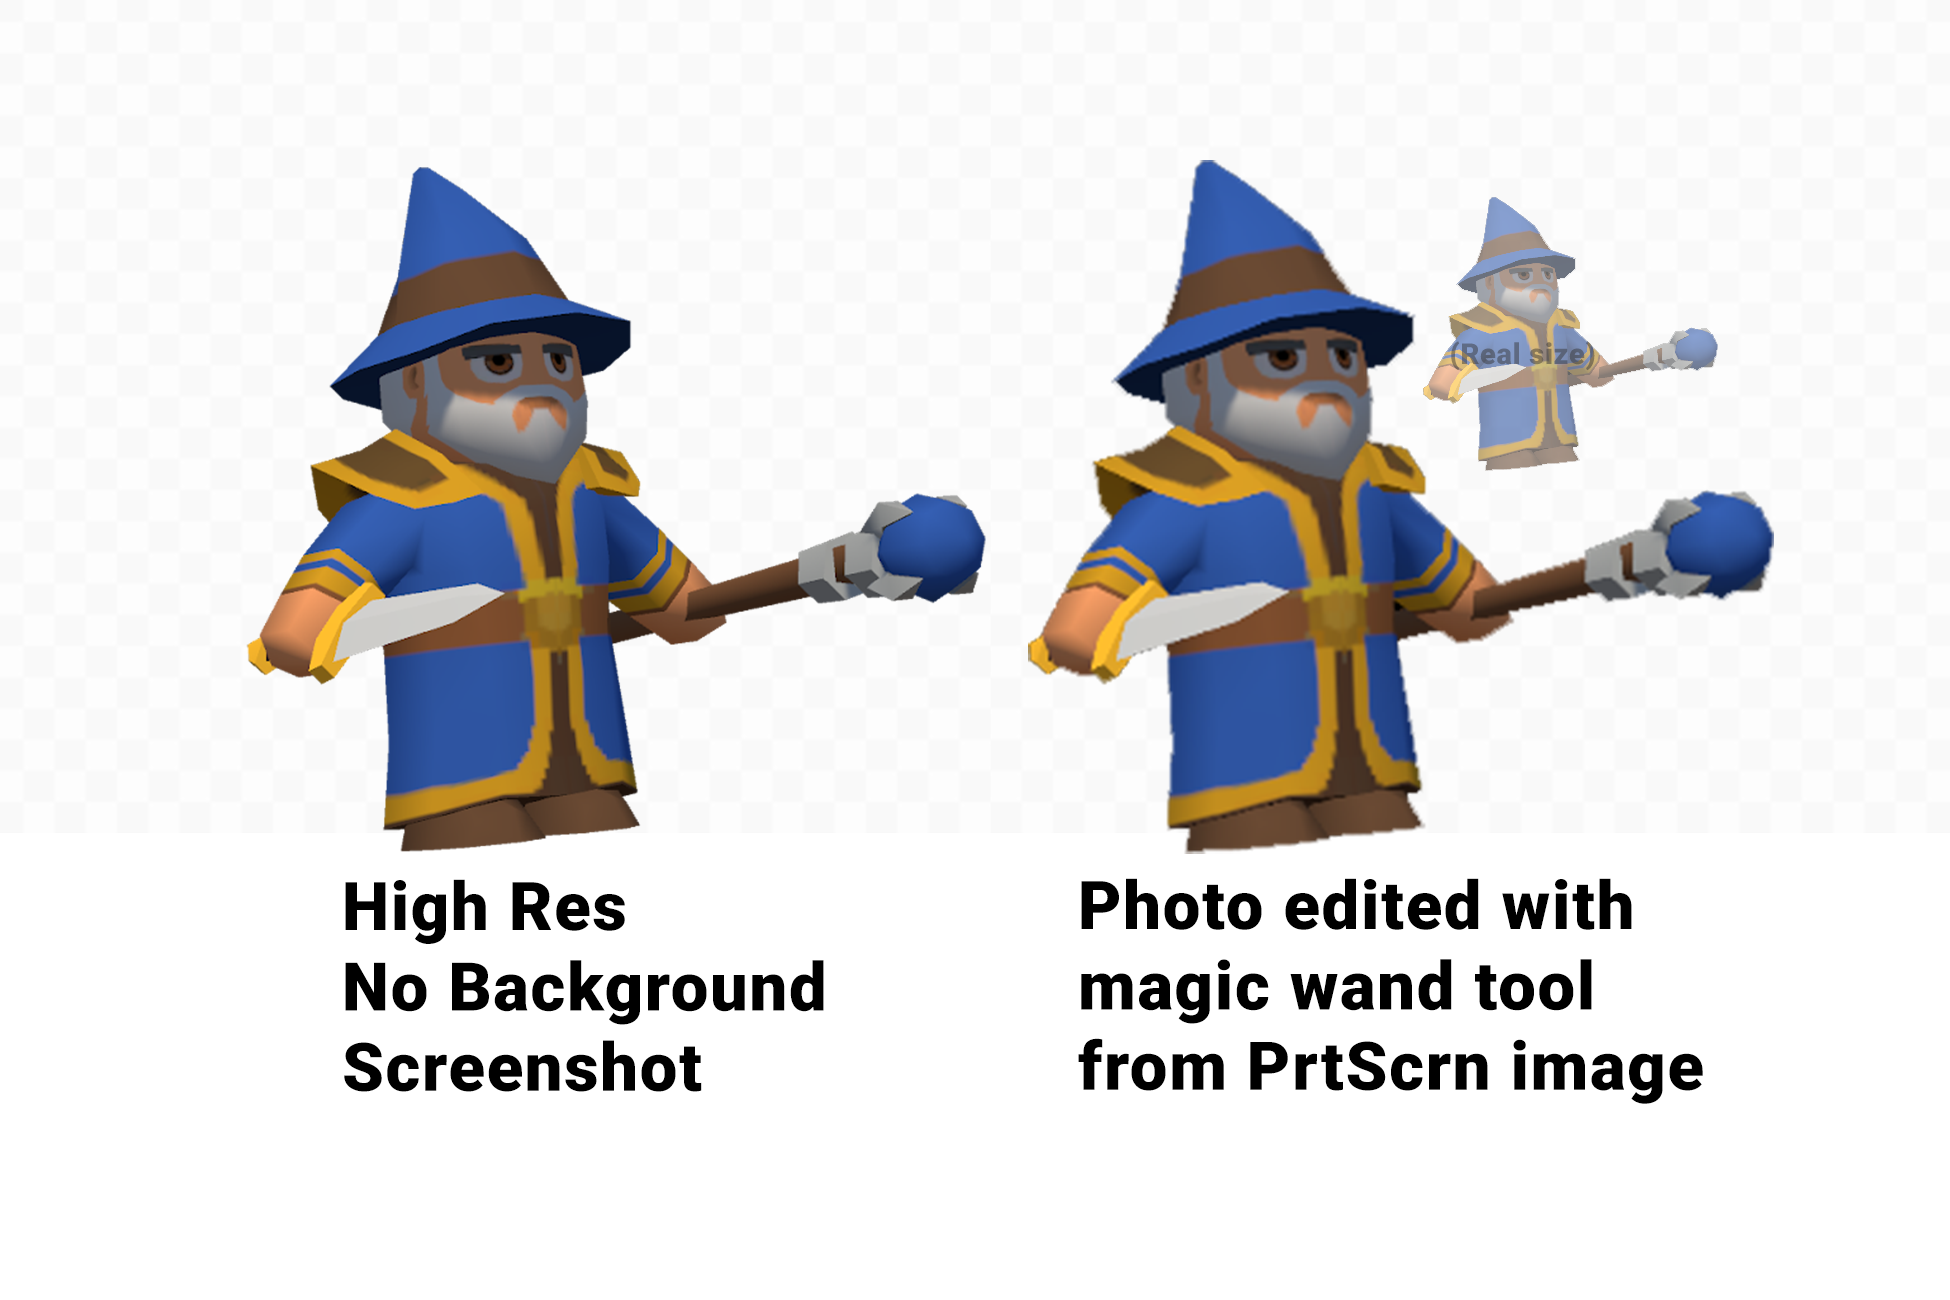 (Real size)
High Res
No Background
Screenshot
Photo edited with
magic wand tool
from PrtScrn image